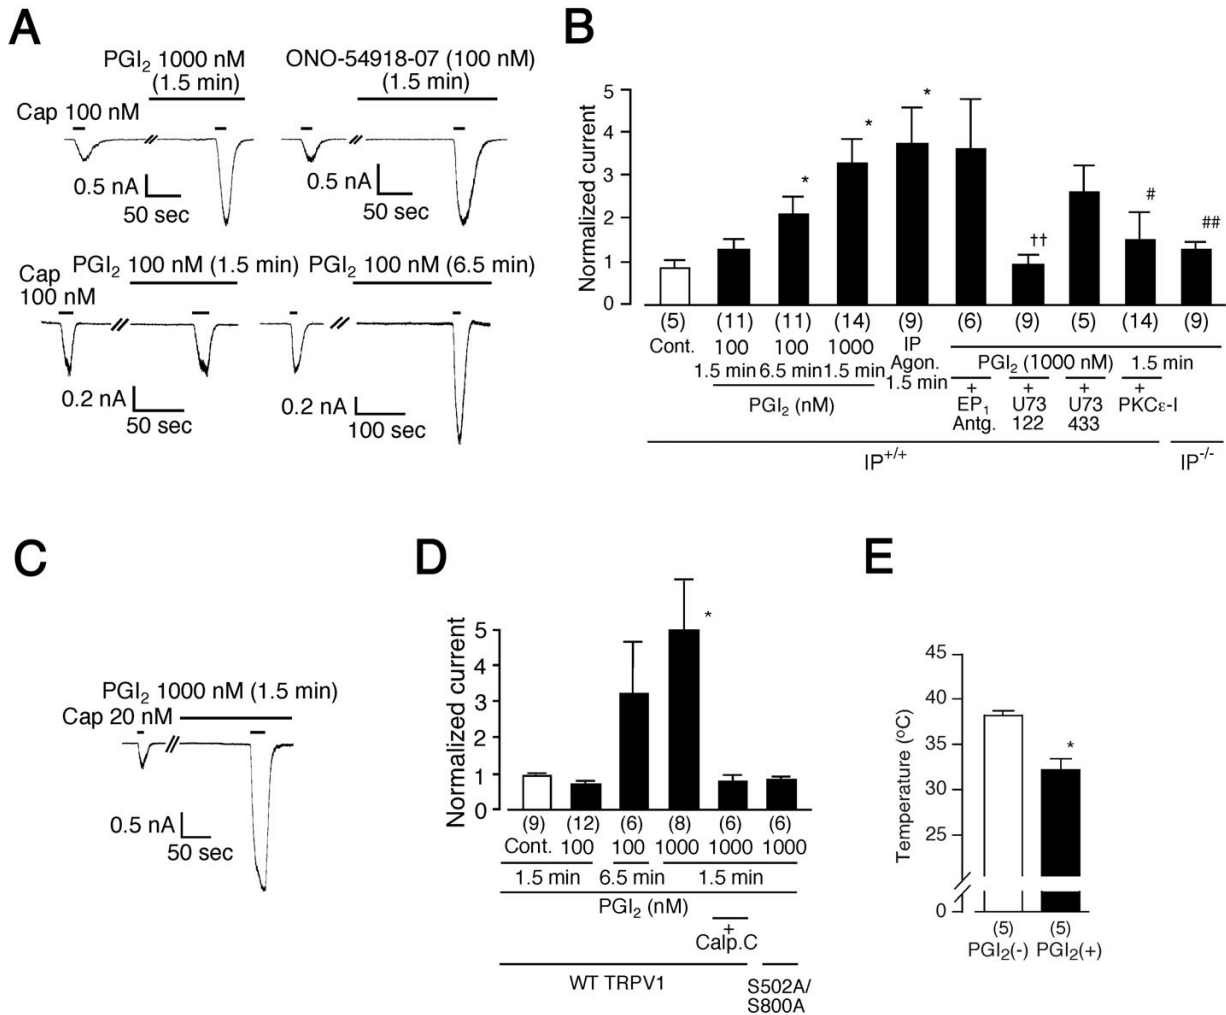 A
PGI₂ 1000 nM
(1.5 min)
ONO-54918-07 (100 nM)
(1.5 min)
Cap 100 nM
0.5 nA
50 sec
0.5 nA
50 sec
Cap
100 nM
PGI₂ 100 nM (1.5 min)
PGI₂ 100 nM (6.5 min)
0.2 nA
50 sec
0.2 nA
100 sec
B
Normalized current
5
4
3
2
1
0
*
*
*
††
#
##
(5) (11) (11) (14) (9) (6) (9) (5) (14) (9)
Cont.
100
1.5 min
100
6.5 min
1000
1.5 min
PGI₂ (nM)
IP
Agon.
1.5 min
PGI₂ (1000 nM) 1.5 min
+
EP₁
Antg.
+
U73
122
+
U73
433
+
PKCε-I
IP+/+
IP-/-
C
PGI₂ 1000 nM (1.5 min)
Cap 20 nM
0.5 nA
50 sec
D
Normalized current
5
4
3
2
1
0
*
(9) (12) (6) (8) (6) (6)
Cont. 100 100 1000 1000 1000
1.5 min 6.5 min 1.5 min
PGI₂ (nM)
+
Calp.C
WT TRPV1
S502A/
S800A
E
Temperature (°C)
45
40
35
30
25
0
*
(5) (5)
PGI₂(-) PGI₂(+)